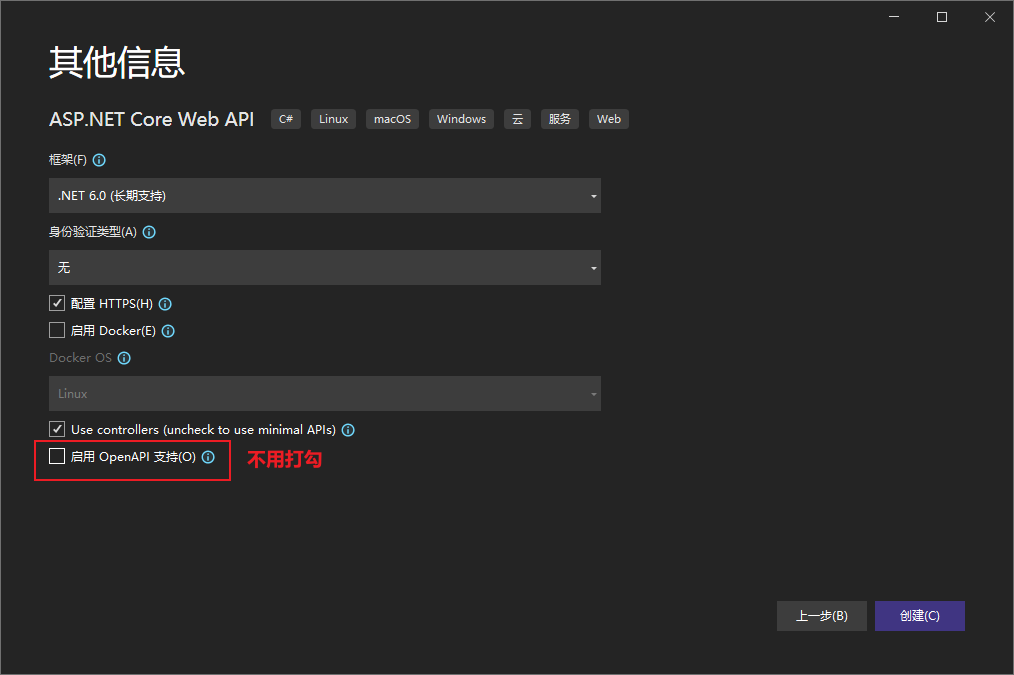 其他信息
ASP.NET Core Web API C# Linux macOS Windows 云 服务 Web
框架(F)
.NET 6.0 (长期支持)
身份验证类型(A)
无
配置 HTTPS(H)
启用 Docker(E)
Docker OS
Linux
Use controllers (uncheck to use minimal APIs)
启用 OpenAPI 支持(O) 不用打勾
上一步(B) 创建(C)